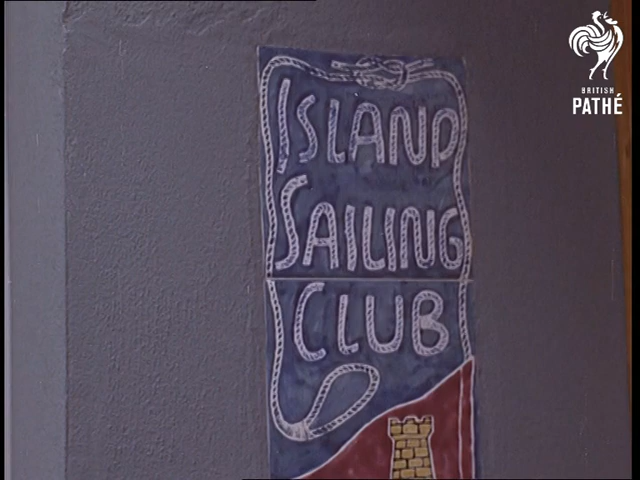 ISLAND
SAILING
CLUB
BRITISH
PATHÉ